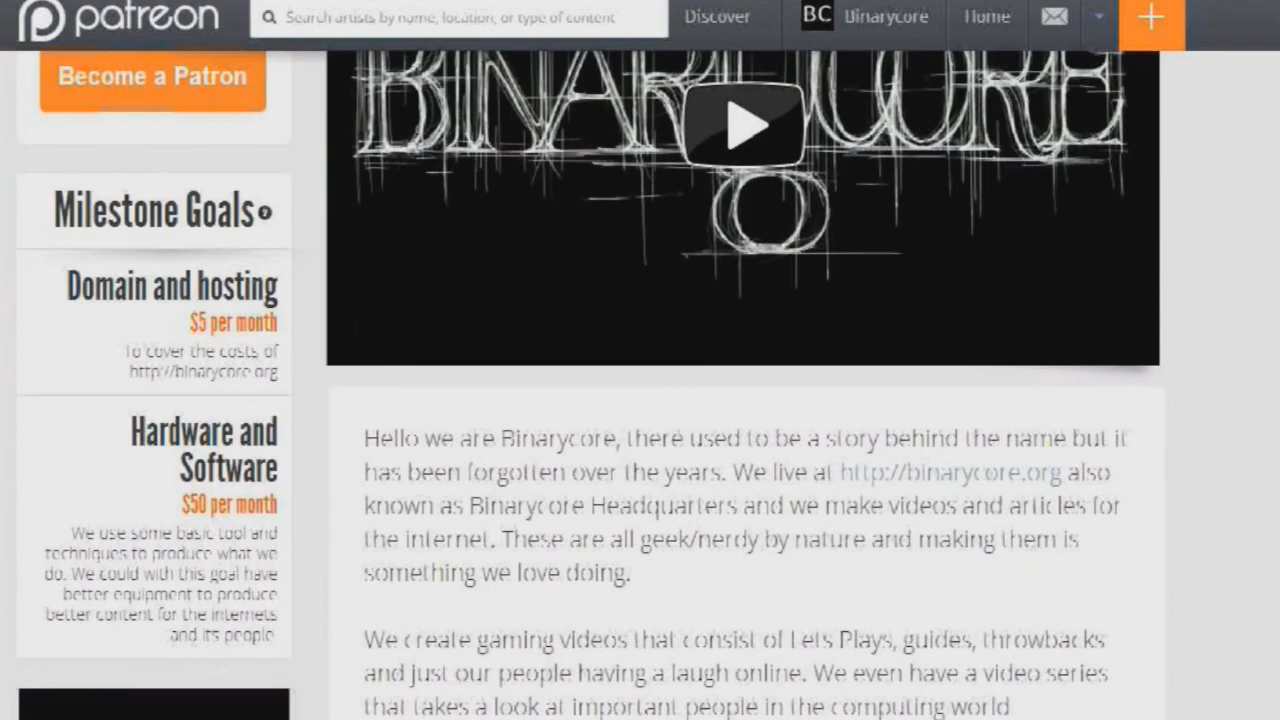 patreon
Search artists by name, location, or type of content
Discover
BC Binarycore
Home
Become a Patron
BINARYCORE
Milestone Goals
Domain and hosting
$5 per month
To cover the costs of
http://binarycore.org
Hardware and
Software
$50 per month
We use some basic tool and
techniques to produce what we
do. We could with this goal have
better equipment to produce
better content for the internets
and its people.
Hello we are Binarycore, there used to be a story behind the name but it
has been forgotten over the years. We live at http://binarycore.org also
known as Binarycore Headquarters and we make videos and articles for
the internet. These are all geek/nerdy by nature and making them is
something we love doing.
We create gaming videos that consist of Lets Plays, guides, throwbacks
and just our people having a laugh online. We even have a video series
that takes a look at important people in the computing world